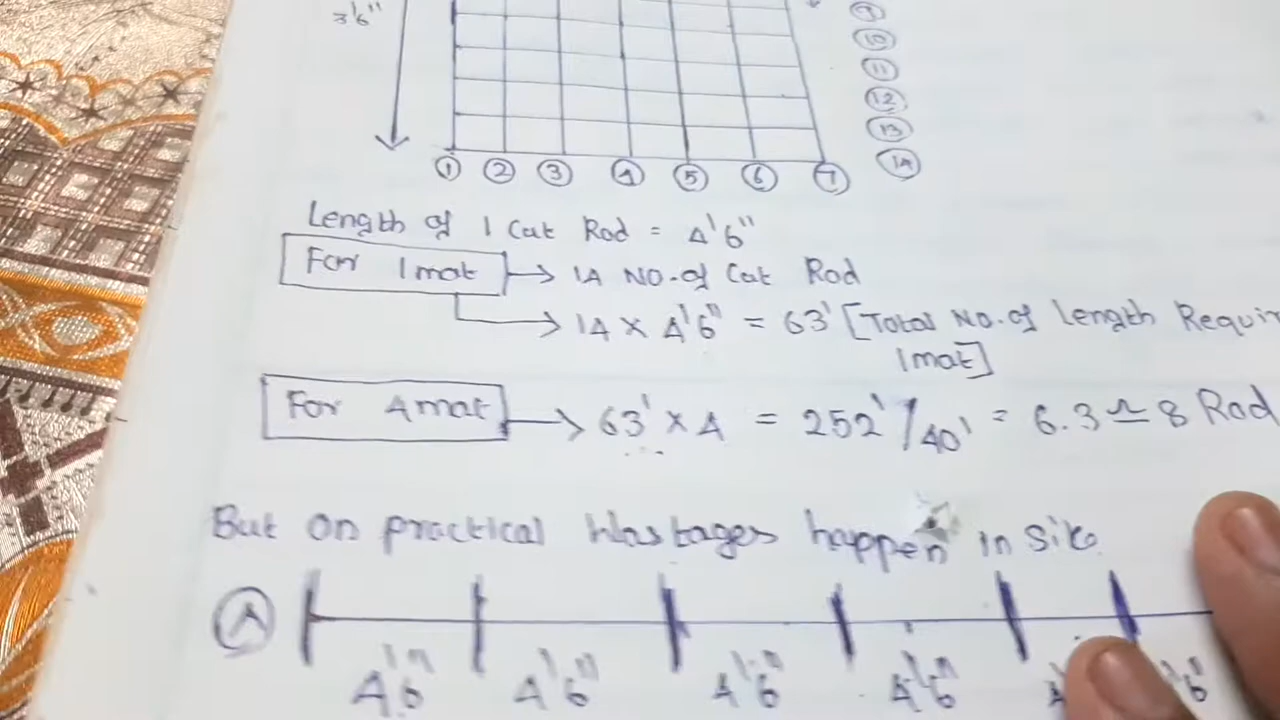 3'6"
9
10
11
12
13
14
1 2 3 4 5 6 7
Length of 1 Cut Rod = 4'6"
For 1mat → 14 No.of Cut Rod
→ 14 x 4'6" = 63' [Total No.of Length Requir
1mat]
For 4mat → 63' x 4 = 252'/40' = 6.3 ≃ 8 Rod
But on practical Wastages happen in site
A
4'6" 4'6" 4'6" 4'6"